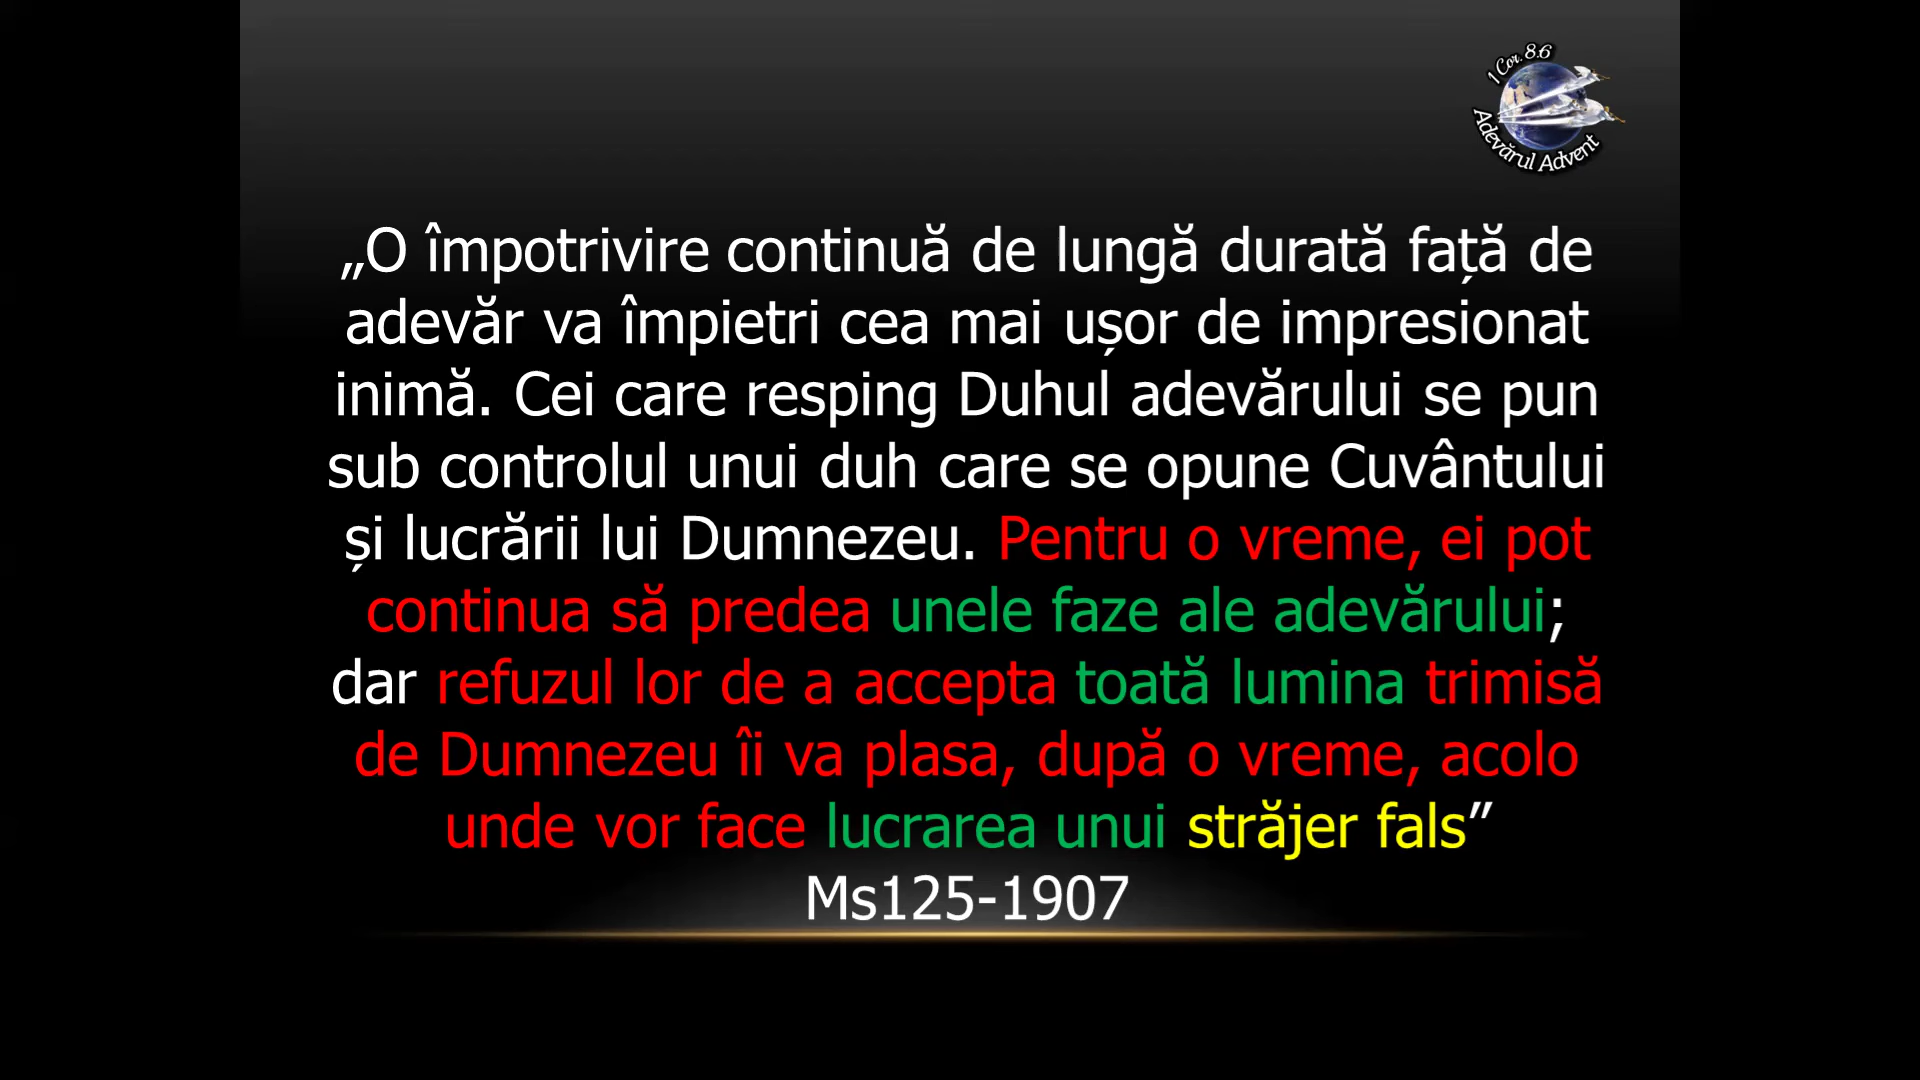 1 Cor. 8:6
Adevărul Advent
„O împotrivire continuă de lungă durată față de
adevăr va împietri cea mai ușor de impresionat
inimă. Cei care resping Duhul adevărului se pun
sub controlul unui duh care se opune Cuvântului
și lucrării lui Dumnezeu. Pentru o vreme, ei pot
continua să predea unele faze ale adevărului;
dar refuzul lor de a accepta toată lumina trimisă
de Dumnezeu îi va plasa, după o vreme, acolo
unde vor face lucrarea unui străjer fals”
Ms125-1907